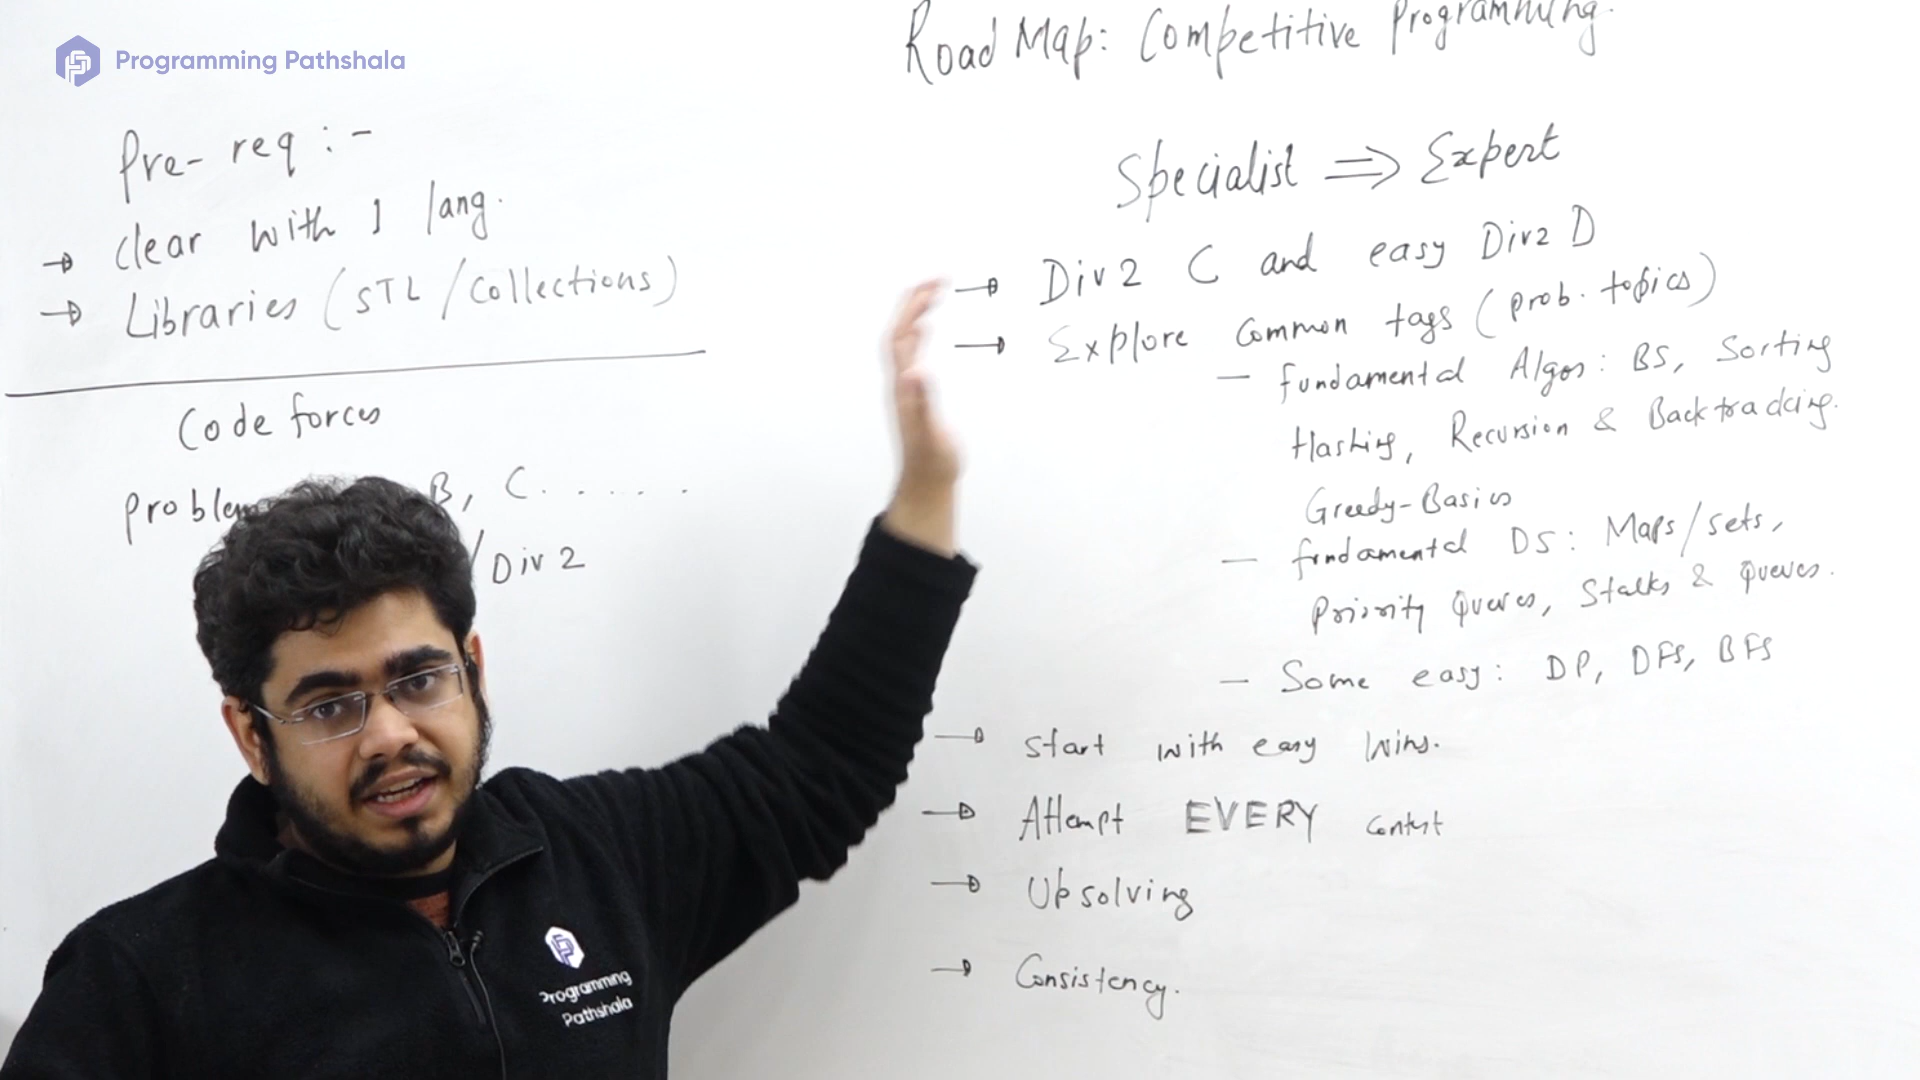 Programming Pathshala
Pre-req :-
→ clear with 1 lang.
→ Libraries (STL/Collections)
Codeforces
Problem B, C. . . . . .
/Div 2
Road Map: Competitive Programming.
Specialist ⇒ Expert
→ Div2 C and easy Div2 D
→ Explore common tags (prob. topics)
- fundamental Algos: BS, Sorting
Hashing, Recursion & Backtracking.
Greedy-Basics
- fundamental DS: Maps/sets,
Priority Queues, Stacks & Queues.
- Some easy: DP, DFS, BFS
→ Start with easy Wins.
→ Attempt EVERY contest
→ Upsolving
→ Consistency.
Programming
Pathshala